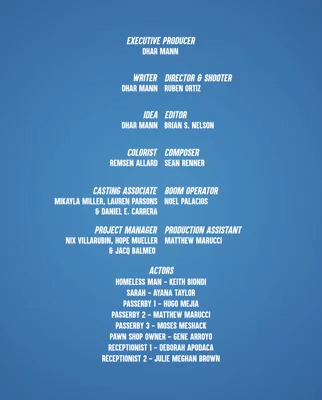 EXECUTIVE PRODUCER
DHAR MANN
WRITER DIRECTOR & SHOOTER
DHAR MANN RUBEN ORTIZ
IDEA EDITOR
DHAR MANN BRIAN S. NELSON
COLORIST COMPOSER
REMSEN ALLARD SEAN RENNER
CASTING ASSOCIATE BOOM OPERATOR
MIKAYLA MILLER, LAUREN PARSONS NOEL PALACIOS
& DANIEL E. CARRERA
PROJECT MANAGER PRODUCTION ASSISTANT
NIX VILLARUBIN, HOPE MUELLER MATTHEW MARUCCI
& JACQ BALMEO
ACTORS
HOMELESS MAN - KEITH BIONDI
SARAH - AYANA TAYLOR
PASSERBY 1 - HUGO MEJIA
PASSERBY 2 - MATTHEW MARUCCI
PASSERBY 3 - MOSES MESHACK
PAWN SHOP OWNER - GENE ARROYO
RECEPTIONIST 1 - DEBORAH APODACA
RECEPTIONIST 2 - JULIE MEGHAN BROWN